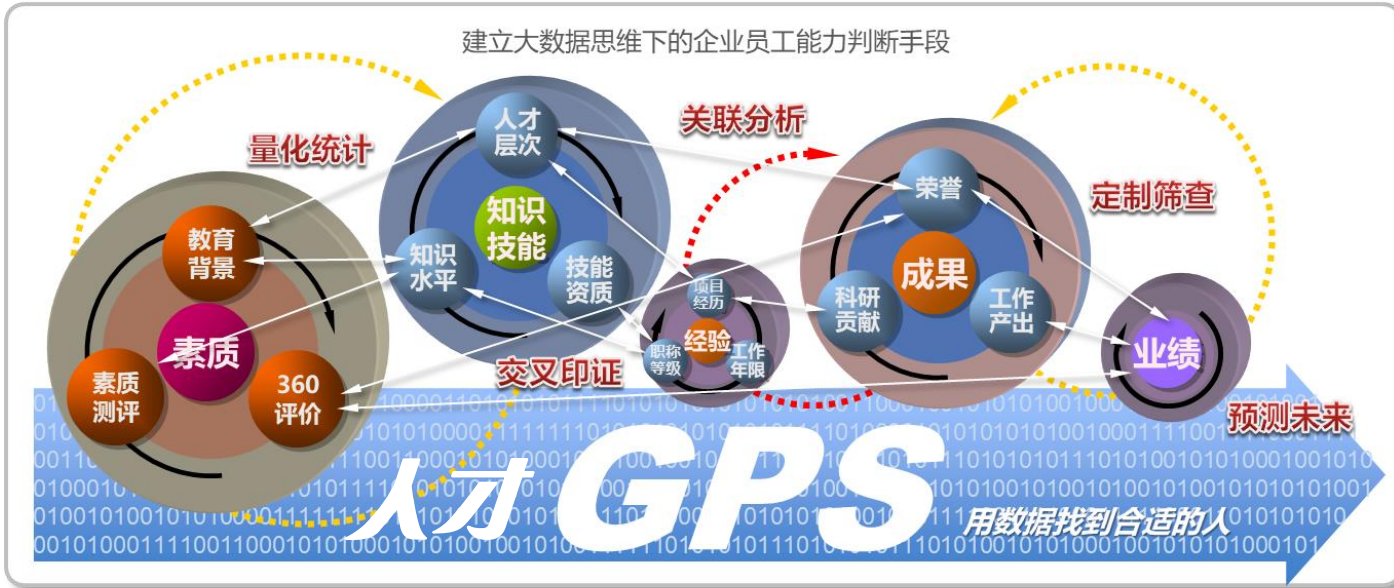 建立大数据思维下的企业员工能力判断手段
量化统计
关联分析
定制筛查
交叉印证
预测未来
教育
背景
素质
素质
测评
360
评价
人才
层次
知识
技能
知识
水平
技能
资质
项目
经历
经验
职称
等级
工作
年限
荣誉
成果
科研
贡献
工作
产出
业绩
人才 GPS 用数据找到合适的人